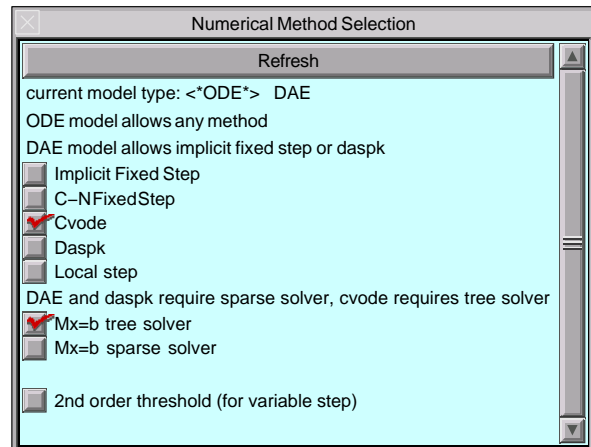 Numerical Method Selection
Refresh
current model type: <*ODE*> DAE
ODE model allows any method
DAE model allows implicit fixed step or daspk
Implicit Fixed Step
C–NFixedStep
Cvode
Daspk
Local step
DAE and daspk require sparse solver, cvode requires tree solver
Mx=b tree solver
Mx=b sparse solver
2nd order threshold (for variable step)